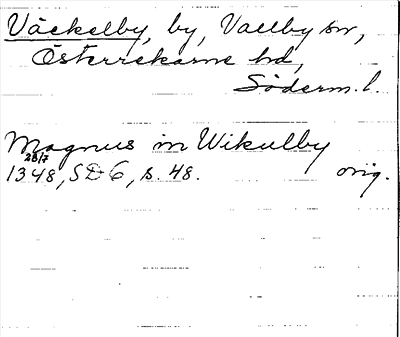 Väckelby, by, Vallby sn,
Österrekarne hd,
Söderm. l.
Magnus in Wikulby
28/7
1348, SD 6, s. 48. orig.